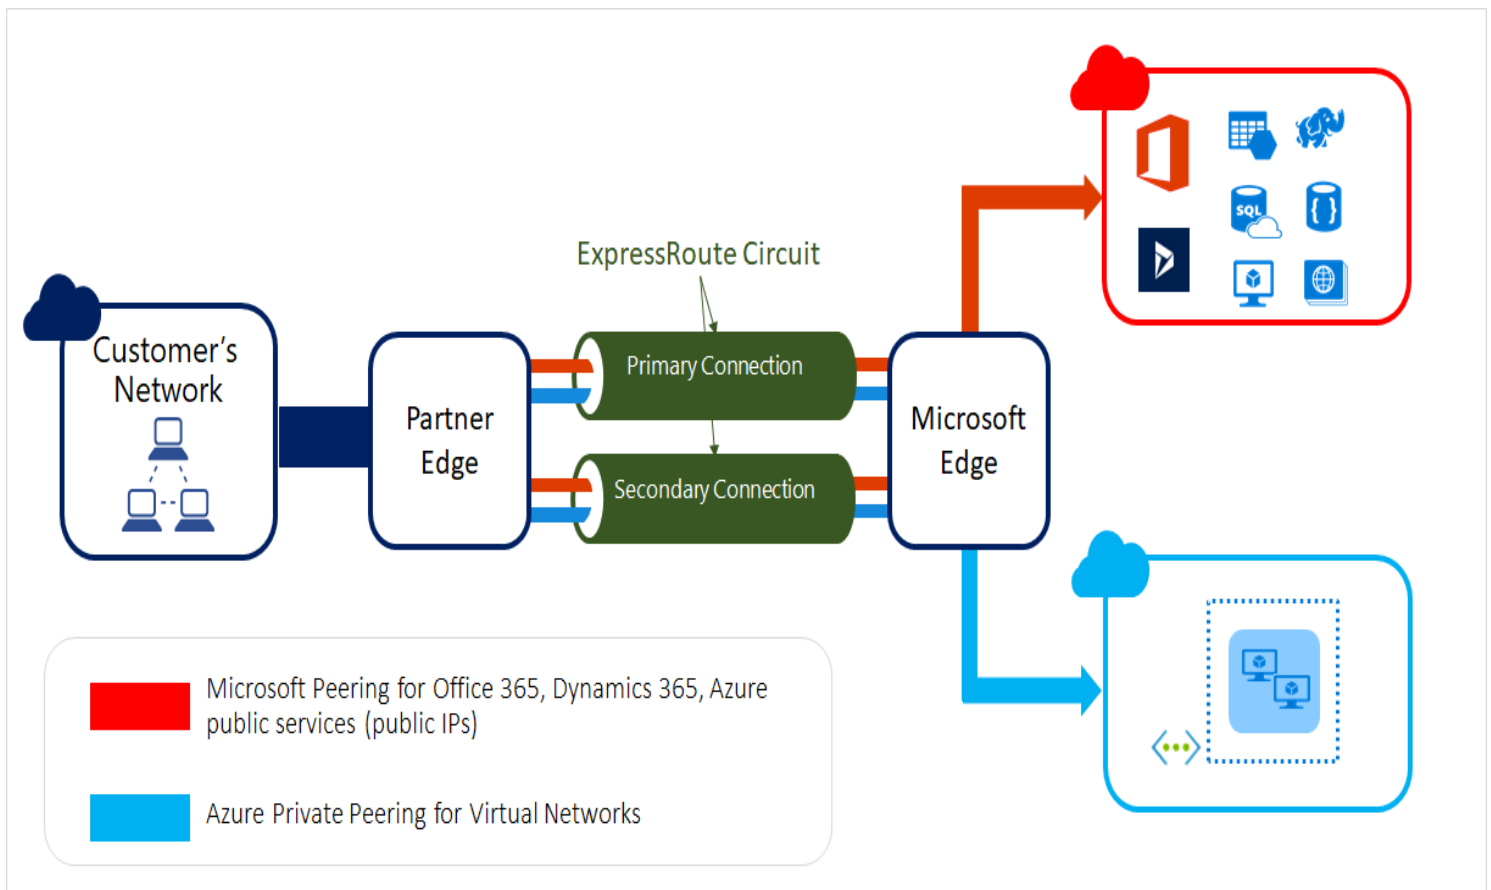 ExpressRoute Circuit
Customer's
Network
Partner
Edge
Primary Connection
Secondary Connection
Microsoft
Edge
SQL
Microsoft Peering for Office 365, Dynamics 365, Azure
public services (public IPs)
Azure Private Peering for Virtual Networks